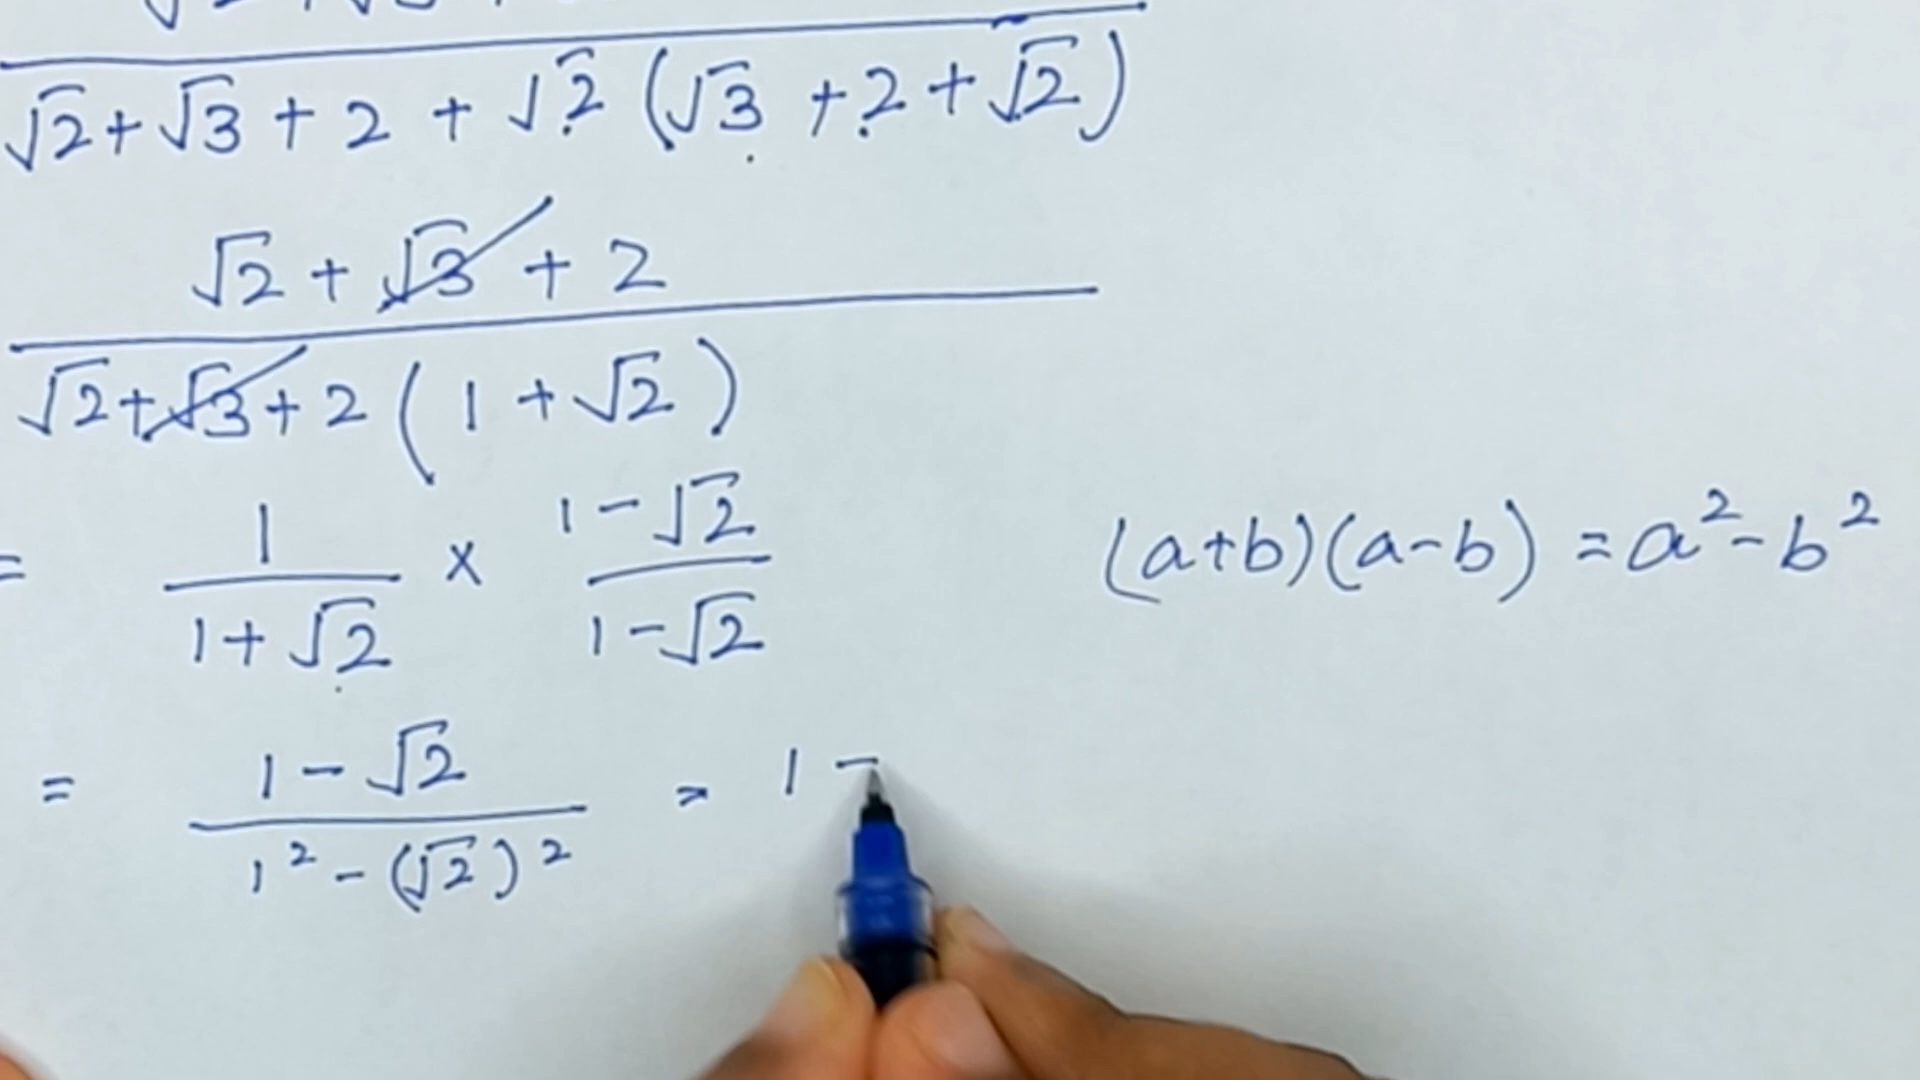 √2+√3+2+√2(√3+2+√2)
√2+√3+2
√2+√3+2(1+√2)
= 1/(1+√2) × (1-√2)/(1-√2)
(a+b)(a-b)=a²-b²
= (1-√2)/(1²-(√2)²) = 1-